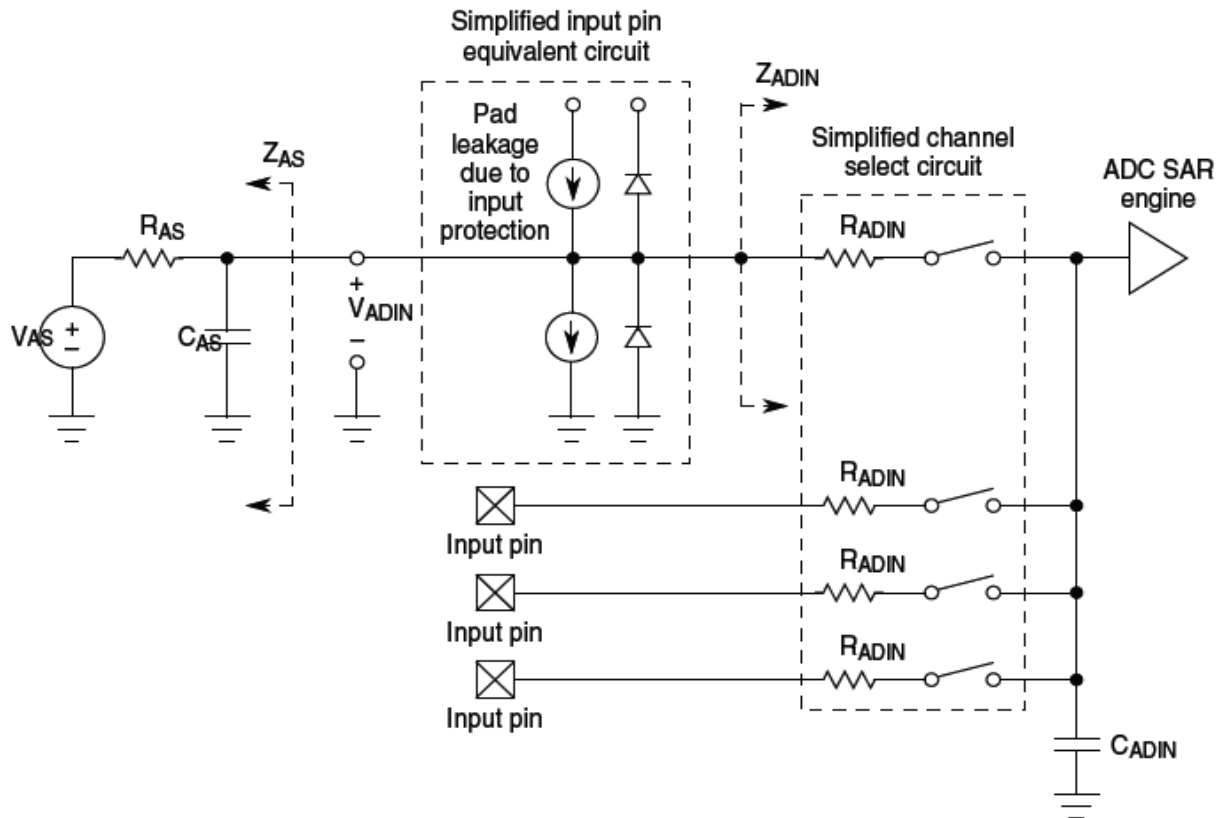 Simplified input pin
equivalent circuit
ZADIN
Pad
leakage
due to
input
protection
Simplified channel
select circuit
ADC SAR
engine
ZAS
RAS
RADIN
+
VADIN
–
VAS
+
–
CAS
RADIN
Input pin
RADIN
Input pin
RADIN
Input pin
CADIN